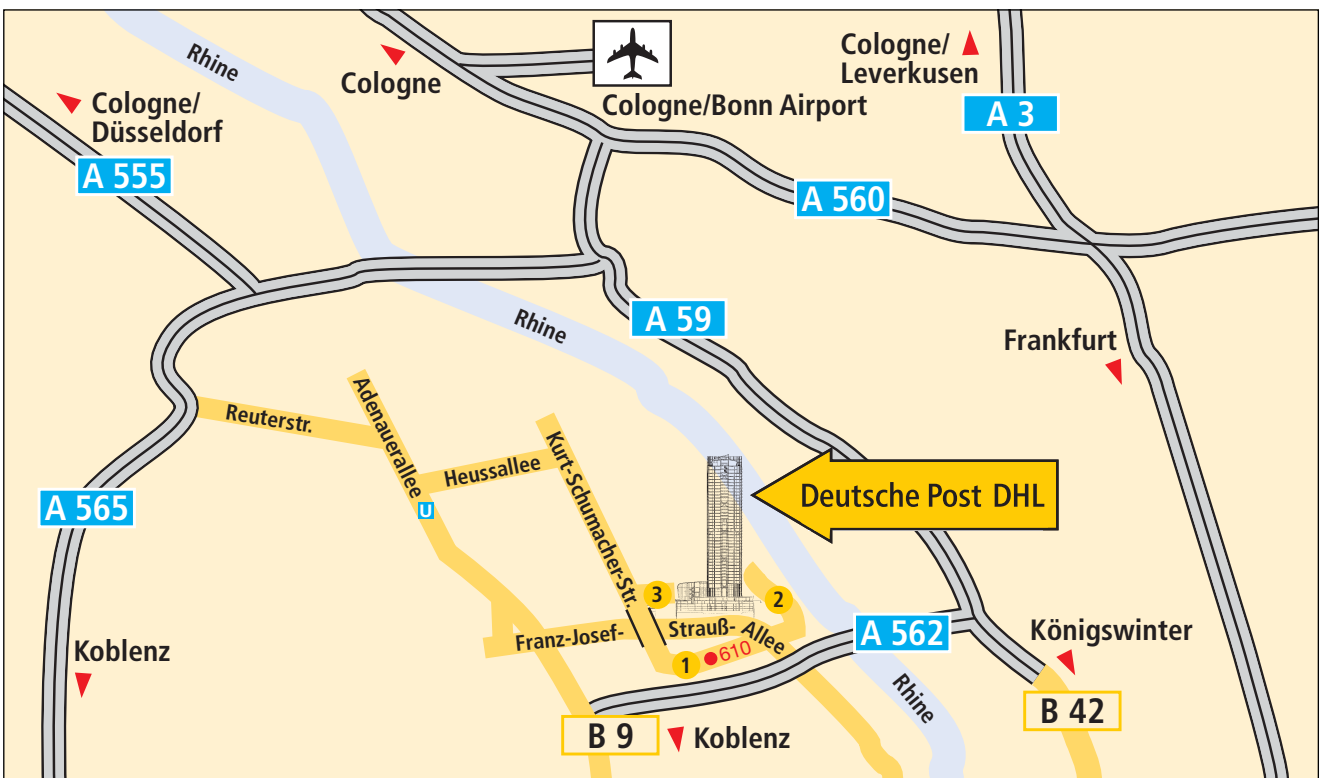 Rhine
Cologne
Cologne/
Leverkusen
Cologne/
Düsseldorf
Cologne/Bonn Airport
A 3
A 555
A 560
Rhine
A 59
Frankfurt
Reuterstr.
Adenauerallee
Heussallee
Kurt-Schumacher-Str.
U
A 565
Deutsche Post DHL
3
2
Franz-Josef-
Strauß-
Allee
1
610
A 562
Königswinter
Koblenz
Rhine
B 42
B 9
Koblenz